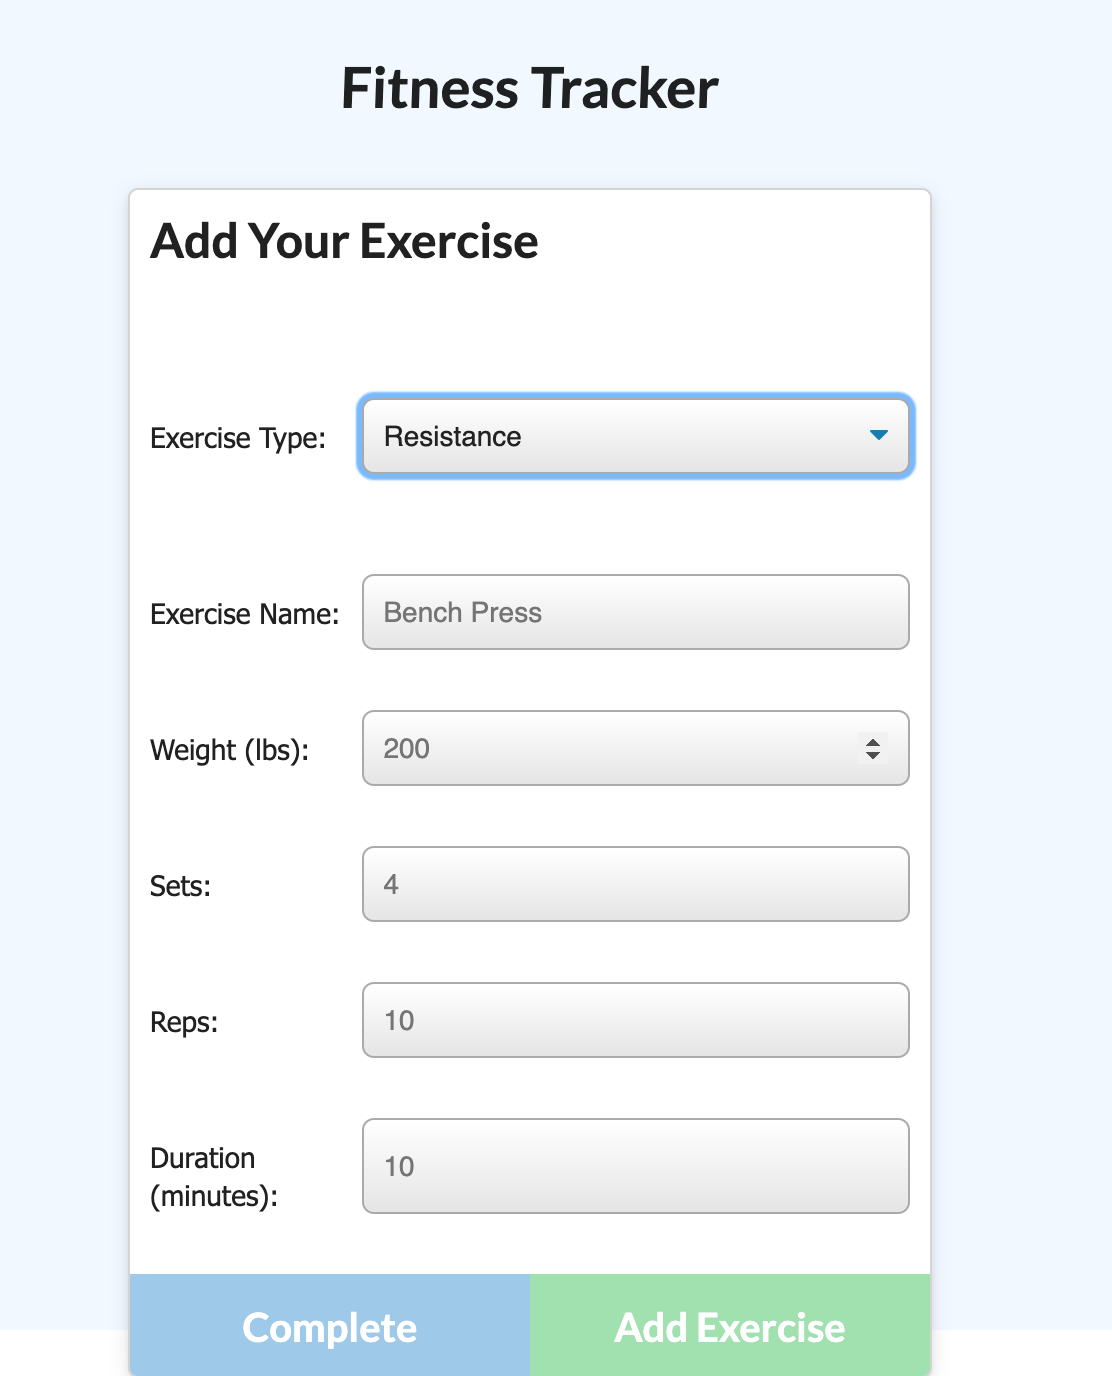 Fitness Tracker
Add Your Exercise
Exercise Type: Resistance
Exercise Name: Bench Press
Weight (lbs): 200
Sets: 4
Reps: 10
Duration
(minutes): 10
Complete Add Exercise